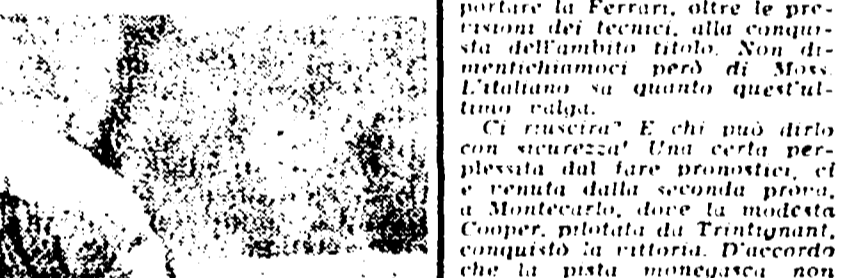 portare la Ferrari, oltre le pre-
visioni dei tecnici, alla conqui-
sta dell'ambito titolo. Non di-
mentichiamoci però di Moss.
L'italiano sa quanto quest'ul-
timo valga.
Ci riuscirà? E chi può dirlo
con sicurezza! Una certa per-
plessità dal fare pronostici, ci
è venuta dalla seconda prova,
a Montecarlo, dove la modesta
Cooper, pilotata da Trintignant,
conquistò la vittoria. D'accordo
che la pista monegasca non